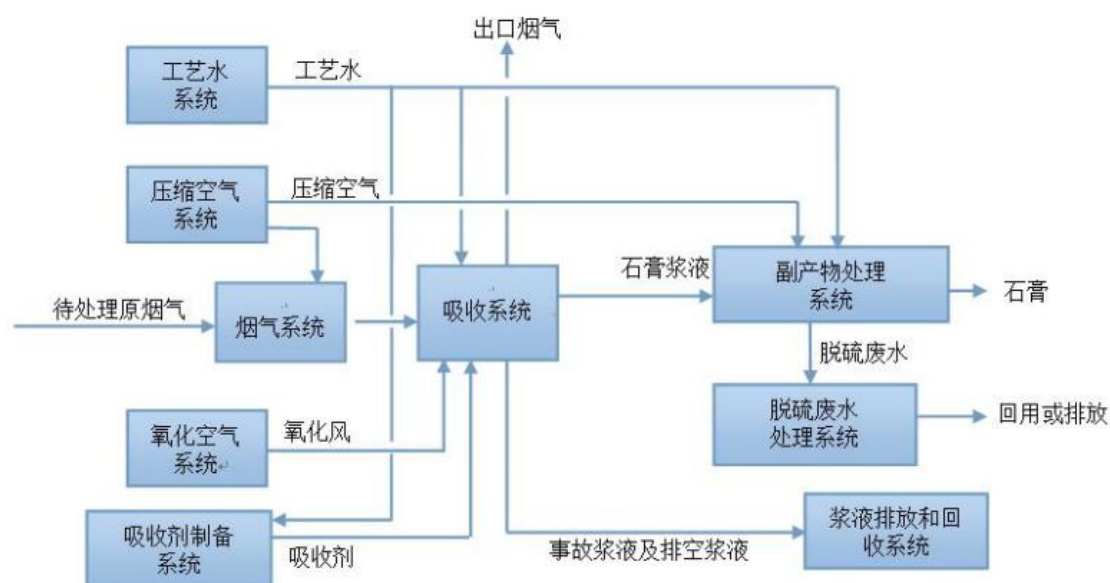 出口烟气
工艺水
系统
工艺水
压缩空气
系统
压缩空气
石膏浆液
副产物处理
系统
石膏
待处理原烟气
烟气系统
吸收系统
脱硫废水
脱硫废水
处理系统
回用或排放
氧化空气
系统
氧化风
吸收剂制备
系统
吸收剂
事故浆液及排空浆液
浆液排放和回
收系统